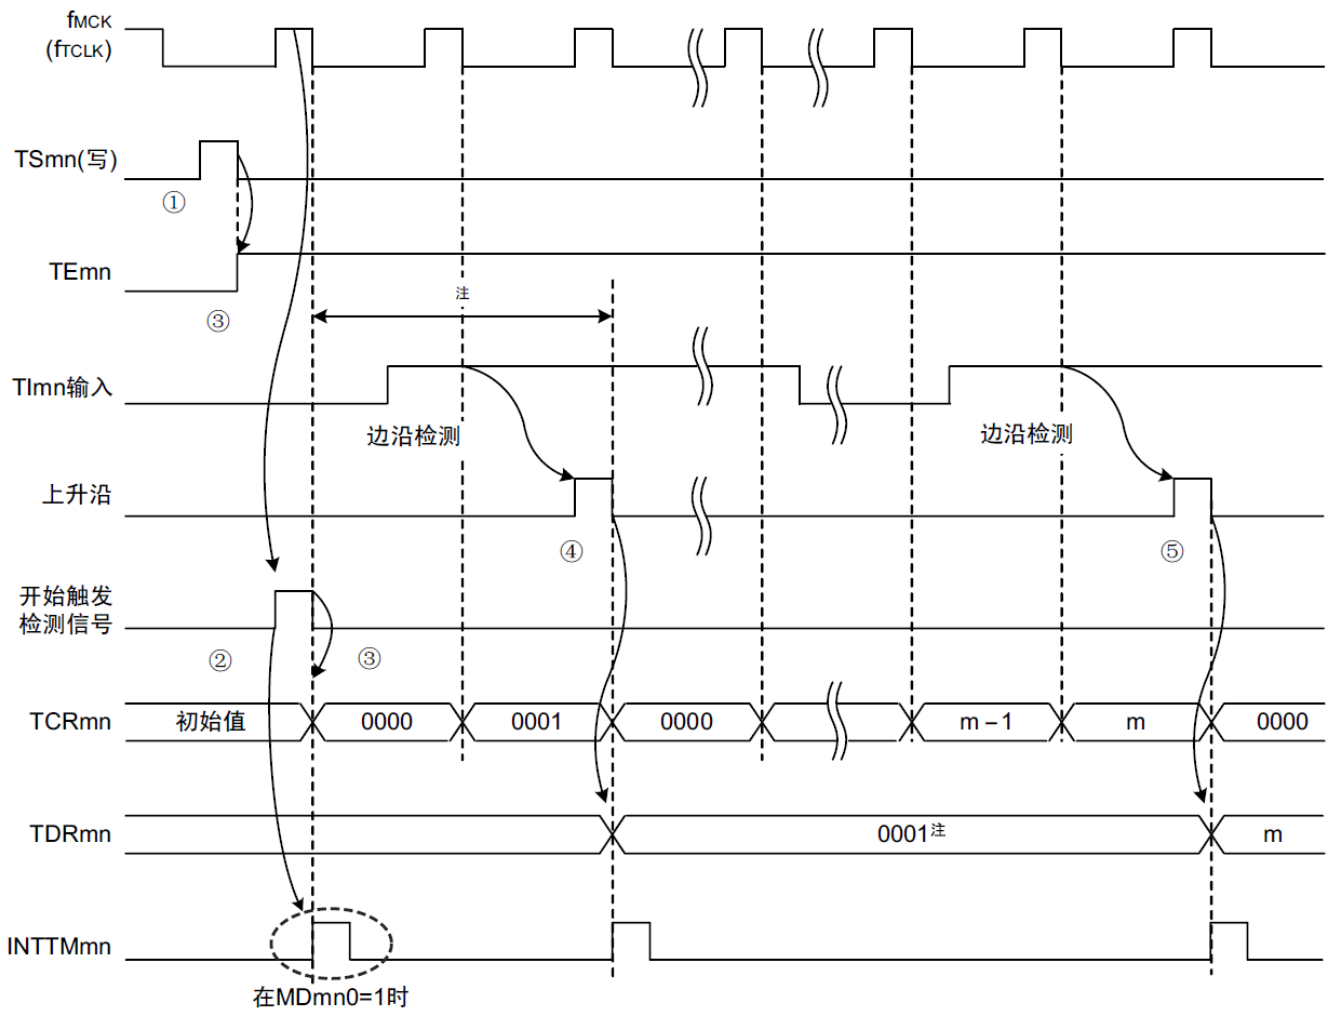 fMCK
(fTCLK)
TSmn(写)
①
TEmn
注
③
TImn输入
边沿检测
边沿检测
上升沿
④
⑤
开始触发
检测信号
②
③
TCRmn
初始值
0000
0001
0000
m－1
m
0000
TDRmn
0001注
m
INTTMmn
在MDmn0=1时